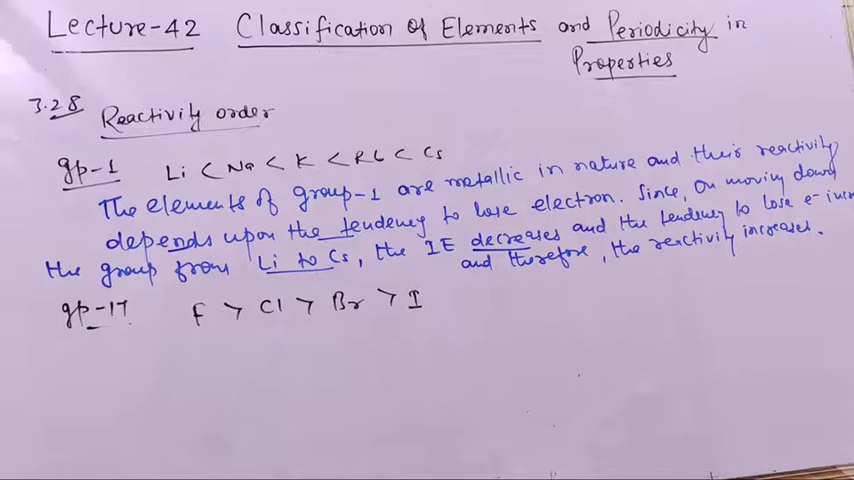 Lecture-42 Classification of Elements and Periodicity in
Properties
3.28 Reactivity order
gp-1 Li < Na < K < Rb < Cs
The elements of group-1 are metallic in nature and their reactivity
depends upon the tendency to lose electron. Since, on moving down
the group from Li to Cs, the IE decreases and the tendency to lose e-
and therefore, the reactivity increases.
gp-17 F > Cl > Br > I